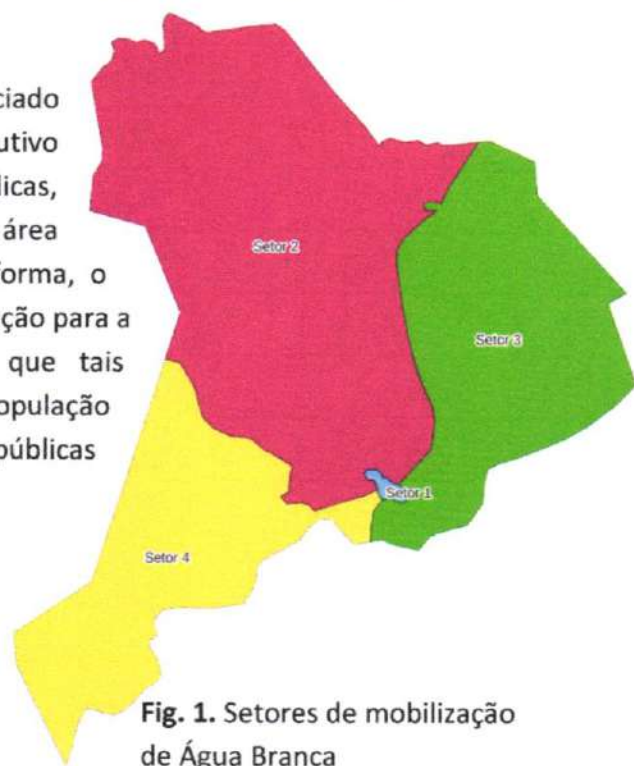 ciado
utivo
licas,
área
forma, o
ção para a
que tais
opulação
públicas
Setor 2
Setor 3
Setor 1
Setor 4
Fig. 1. Setores de mobilização
de Água Branca